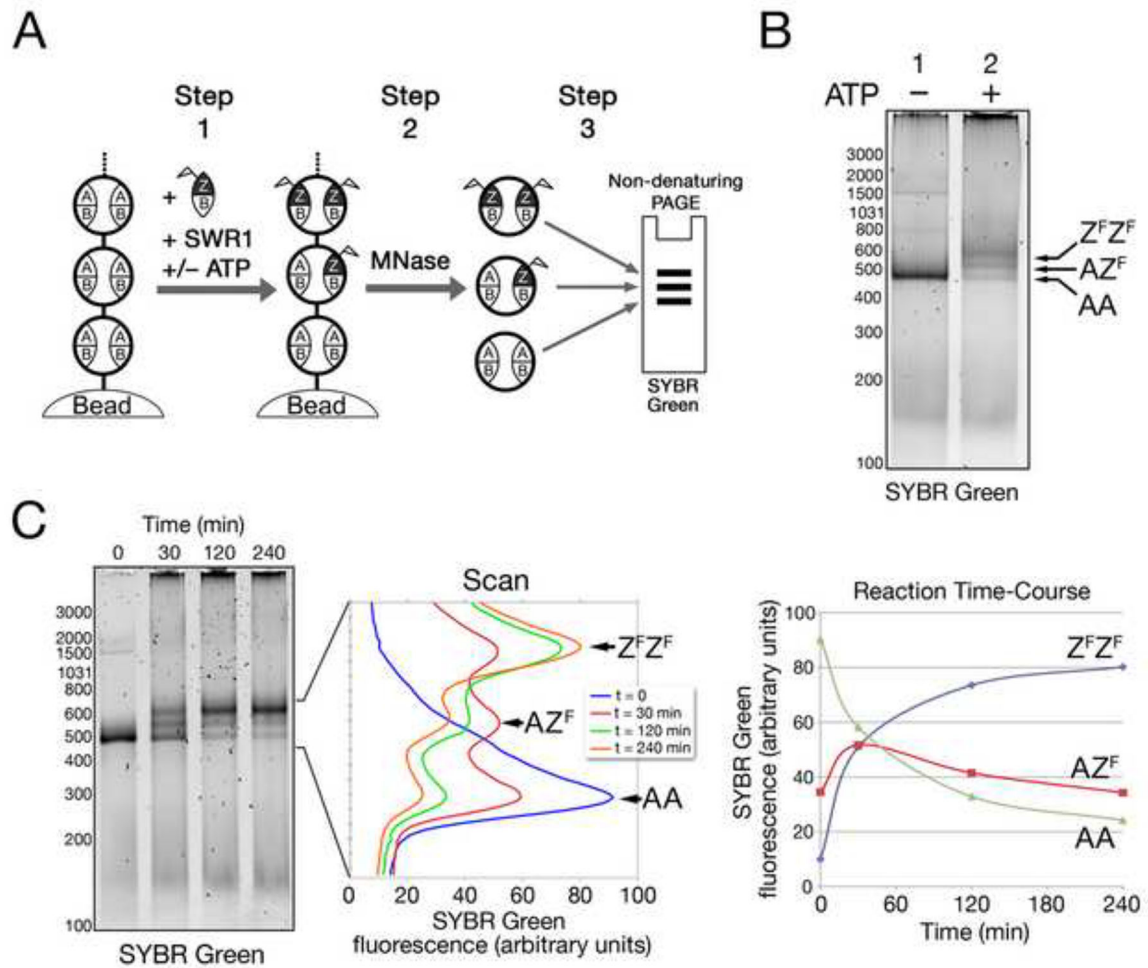 A
Step
1
Step
2
Step
3
+
Z
B
+ SWR1
+/– ATP
MNase
A A
B B
A A
B B
A A
B B
Bead
Z Z
B B
A Z
B B
A A
B B
Bead
Z Z
B B
A Z
B B
A A
B B
Non-denaturing
PAGE
SYBR
Green
B
1 2
ATP – +
3000
2000
1500
1031
800
600
500
400
300
200
100
ZᶠZᶠ
AZᶠ
AA
SYBR Green
C
Time (min)
0 30 120 240
3000
2000
1500
1031
800
600
500
400
300
200
100
SYBR Green
Scan
ZᶠZᶠ
AZᶠ
AA
t = 0
t = 30 min
t = 120 min
t = 240 min
0 20 40 60 80 100
SYBR Green
fluorescence (arbitrary units)
Reaction Time-Course
SYBR Green
fluorescence (arbitrary units)
100
80
60
40
20
0
ZᶠZᶠ
AZᶠ
AA
0 60 120 180 240
Time (min)